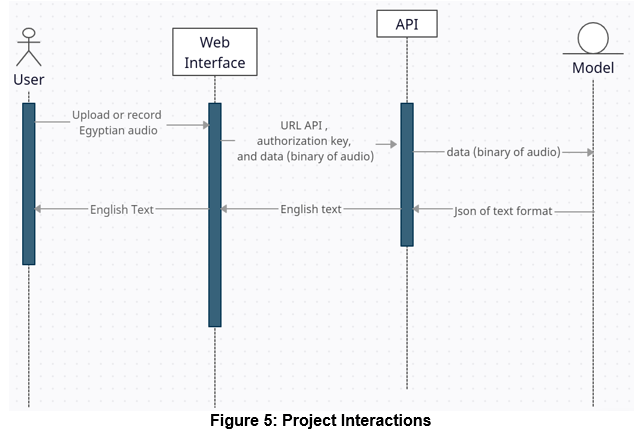 User
Web
Interface
API
Model
Upload or record
Egyptian audio
URL API ,
authorization key,
and data (binary of audio)
data (binary of audio)
English Text
English text
Json of text format
Figure 5: Project Interactions